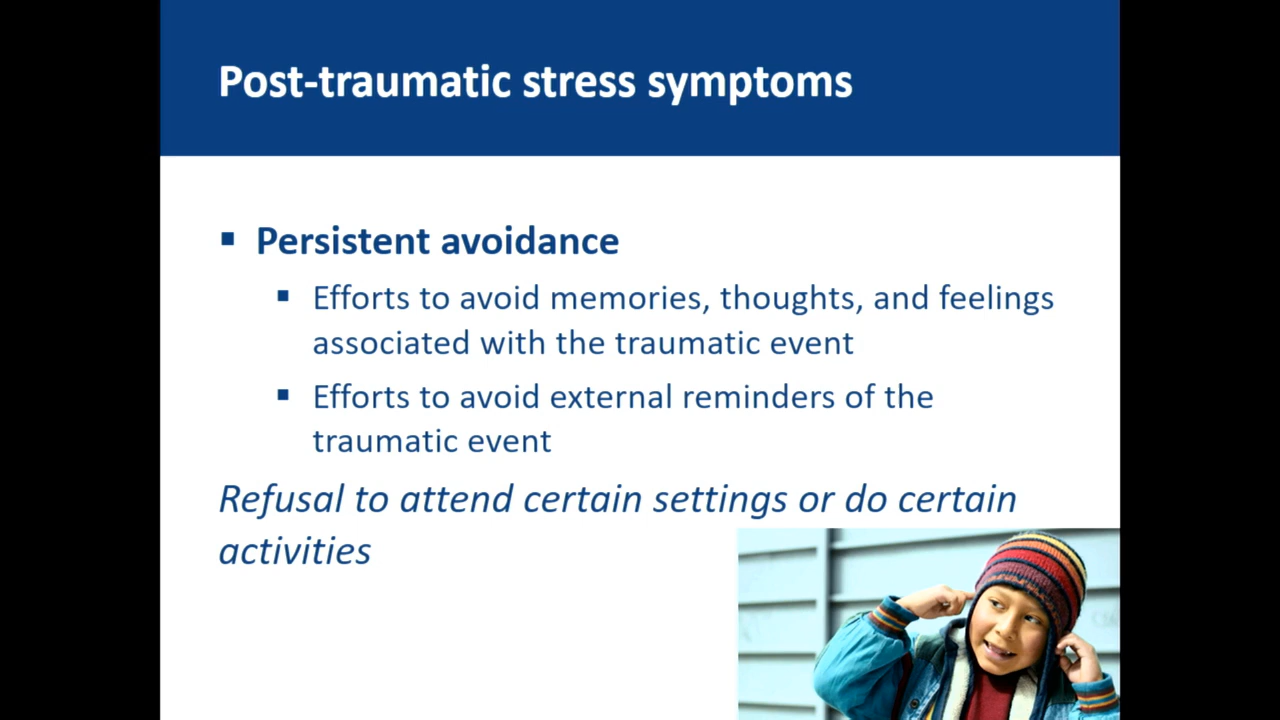 Post-traumatic stress symptoms
Persistent avoidance
Efforts to avoid memories, thoughts, and feelings
associated with the traumatic event
Efforts to avoid external reminders of the
traumatic event
Refusal to attend certain settings or do certain
activities